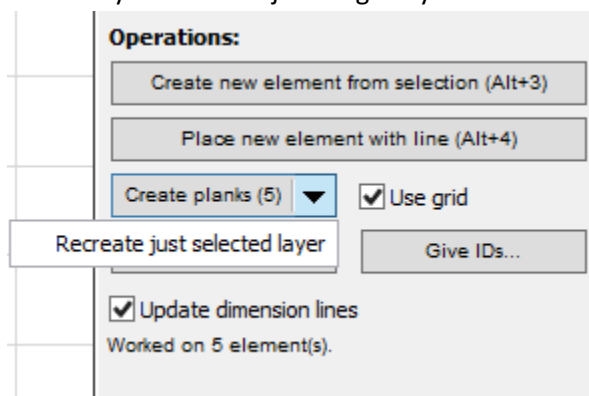 Operations:
Create new element from selection (Alt+3)
Place new element with line (Alt+4)
Create planks (5)
Use grid
Recreate just selected layer
Give IDs...
Update dimension lines
Worked on 5 element(s).